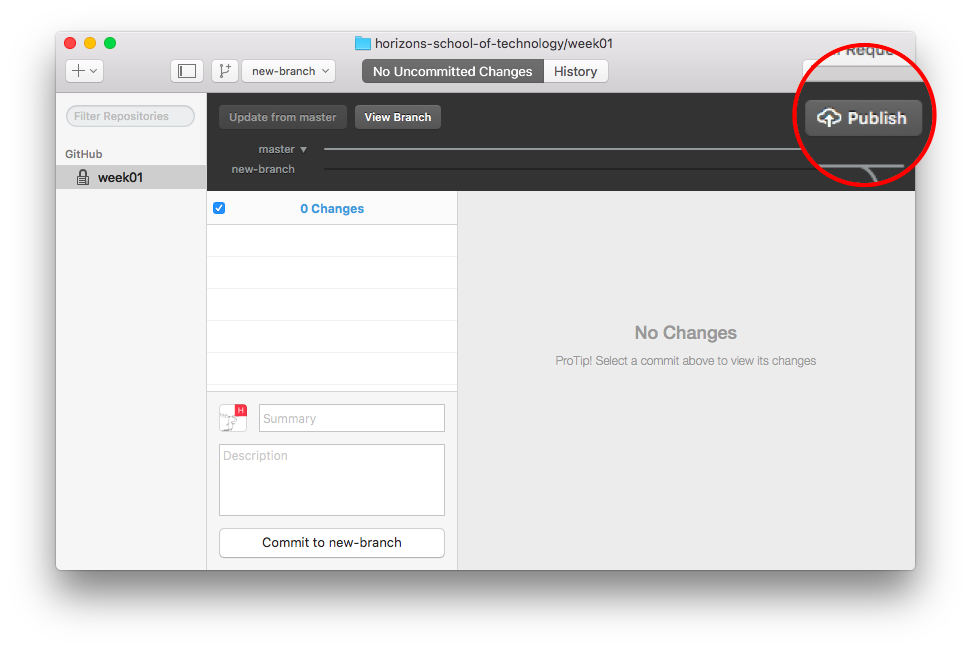 horizons-school-of-technology/week01
new-branch
No Uncommitted Changes
History
Filter Repositories
Update from master
View Branch
Publish
GitHub
master
new-branch
week01
0 Changes
No Changes
ProTip! Select a commit above to view its changes
H
Summary
Description
Commit to new-branch